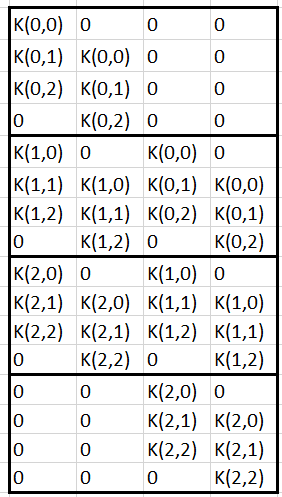 K(0,0) 0 0 0
K(0,1) K(0,0) 0 0
K(0,2) K(0,1) 0 0
0 K(0,2) 0 0
K(1,0) 0 K(0,0) 0
K(1,1) K(1,0) K(0,1) K(0,0)
K(1,2) K(1,1) K(0,2) K(0,1)
0 K(1,2) 0 K(0,2)
K(2,0) 0 K(1,0) 0
K(2,1) K(2,0) K(1,1) K(1,0)
K(2,2) K(2,1) K(1,2) K(1,1)
0 K(2,2) 0 K(1,2)
0 0 K(2,0) 0
0 0 K(2,1) K(2,0)
0 0 K(2,2) K(2,1)
0 0 0 K(2,2)